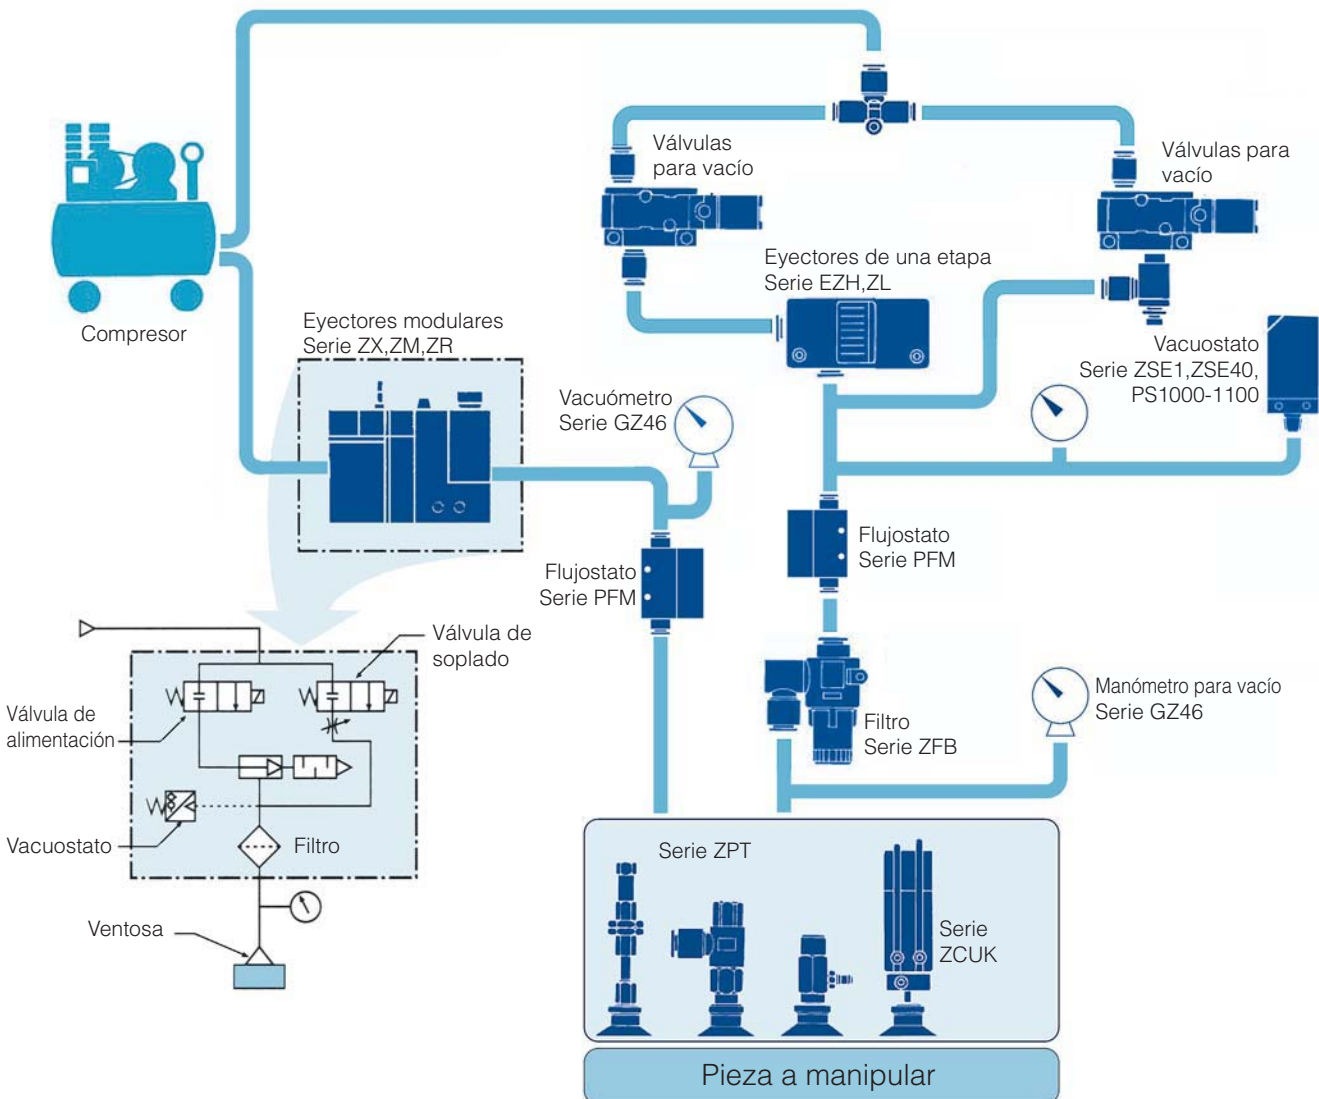 Válvulas
para vacío
Válvulas para
vacío
Compresor
Eyectores modulares
Serie ZX,ZM,ZR
Eyectores de una etapa
Serie EZH,ZL
Vacuostato
Serie ZSE1,ZSE40,
PS1000-1100
Vacuómetro
Serie GZ46
Flujostato
Serie PFM
Flujostato
Serie PFM
Válvula de
soplado
Válvula de
alimentación
Filtro
Serie ZFB
Manómetro para vacío
Serie GZ46
Vacuostato
Filtro
Ventosa
Serie ZPT
Serie
ZCUK
Pieza a manipular